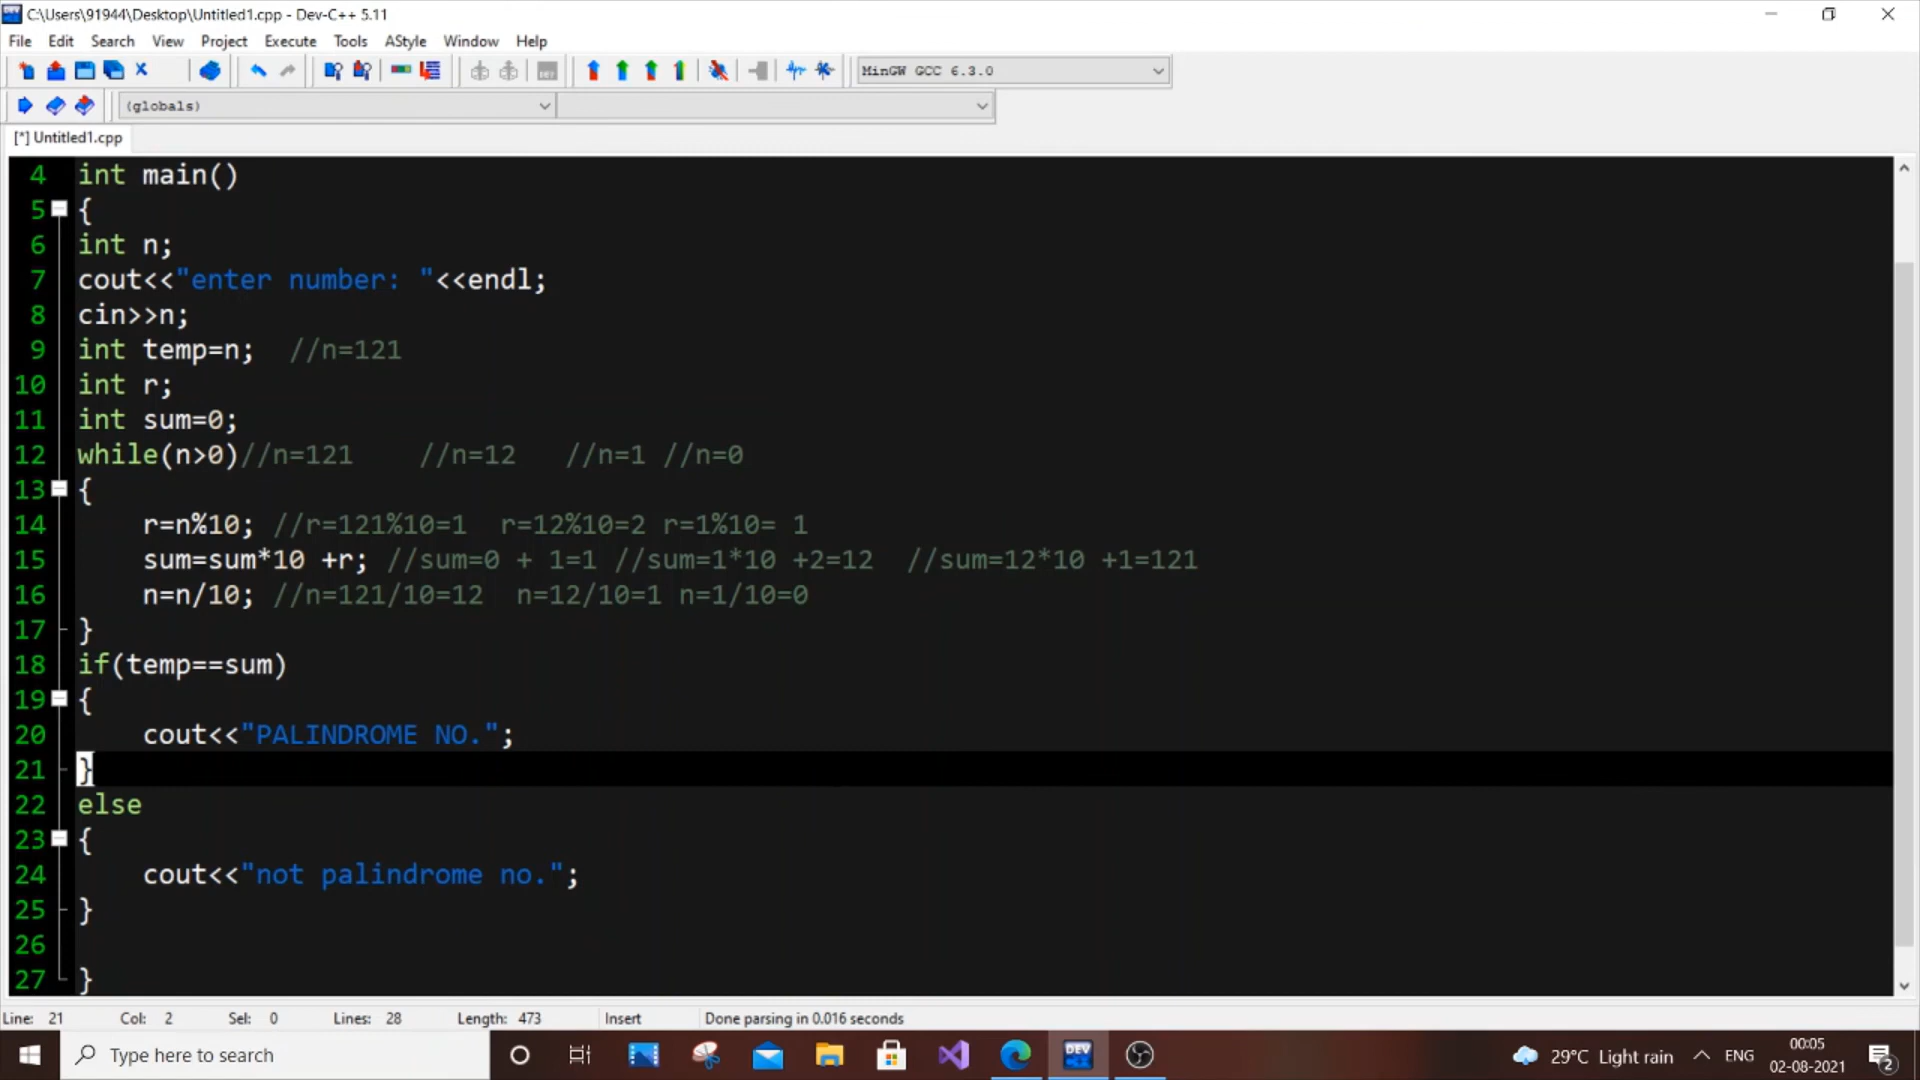 C:\Users\91944\Desktop\Untitled1.cpp - Dev-C++ 5.11
File Edit Search View Project Execute Tools AStyle Window Help
MinGW GCC 6.3.0
(globals)
[*] Untitled1.cpp
4 int main()
5 {
6 int n;
7 cout<<"enter number: "<<endl;
8 cin>>n;
9 int temp=n; //n=121
10 int r;
11 int sum=0;
12 while(n>0)//n=121 //n=12 //n=1 //n=0
13 {
14 r=n%10; //r=121%10=1 r=12%10=2 r=1%10= 1
15 sum=sum*10 +r; //sum=0 + 1=1 //sum=1*10 +2=12 //sum=12*10 +1=121
16 n=n/10; //n=121/10=12 n=12/10=1 n=1/10=0
17 }
18 if(temp==sum)
19 {
20 cout<<"PALINDROME NO.";
21 }
22 else
23 {
24 cout<<"not palindrome no.";
25 }
26
27 }
Line: 21 Col: 2 Sel: 0 Lines: 28 Length: 473 Insert Done parsing in 0.016 seconds
Type here to search DEV 29°C Light rain ENG 00:05
02-08-2021 2